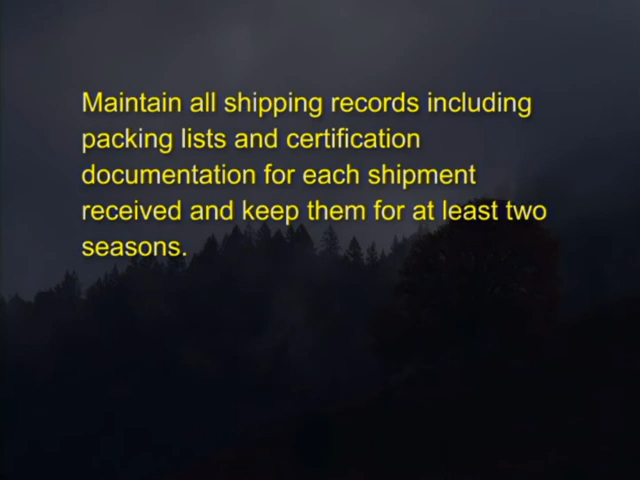 Maintain all shipping records including
packing lists and certification
documentation for each shipment
received and keep them for at least two
seasons.